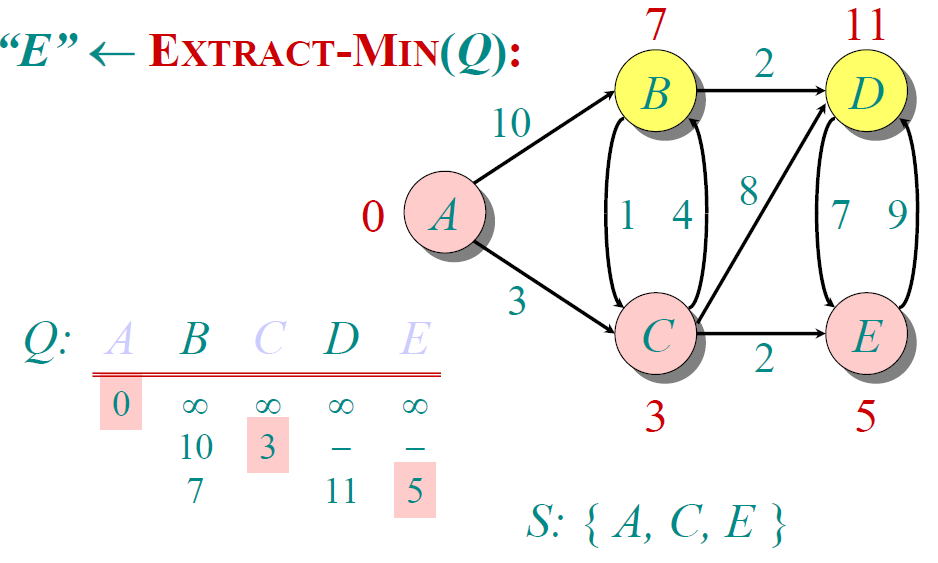 “E” ← EXTRACT-MIN(Q):
7 11
B 2 D
10
0 A 1 4 8 7 9
3
C 2 E
3 5
Q: A B C D E
0 ∞ ∞ ∞ ∞
10 3 – –
7 11 5
S: { A, C, E }